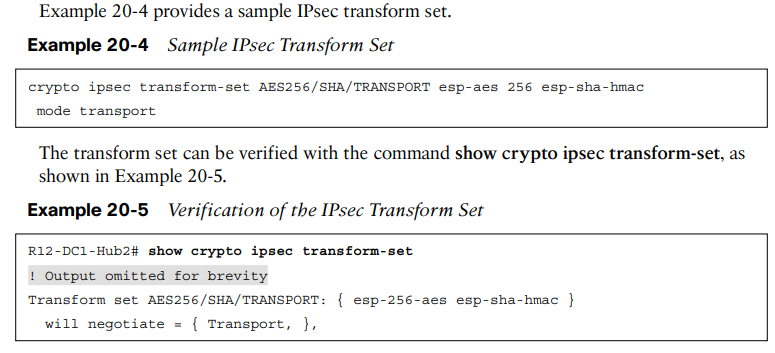 Example 20-4 provides a sample IPsec transform set.
Example 20-4 Sample IPsec Transform Set
crypto ipsec transform-set AES256/SHA/TRANSPORT esp-aes 256 esp-sha-hmac
mode transport
The transform set can be verified with the command show crypto ipsec transform-set, as
shown in Example 20-5.
Example 20-5 Verification of the IPsec Transform Set
R12-DC1-Hub2# show crypto ipsec transform-set
! Output omitted for brevity
Transform set AES256/SHA/TRANSPORT: { esp-256-aes esp-sha-hmac }
will negotiate = { Transport, },